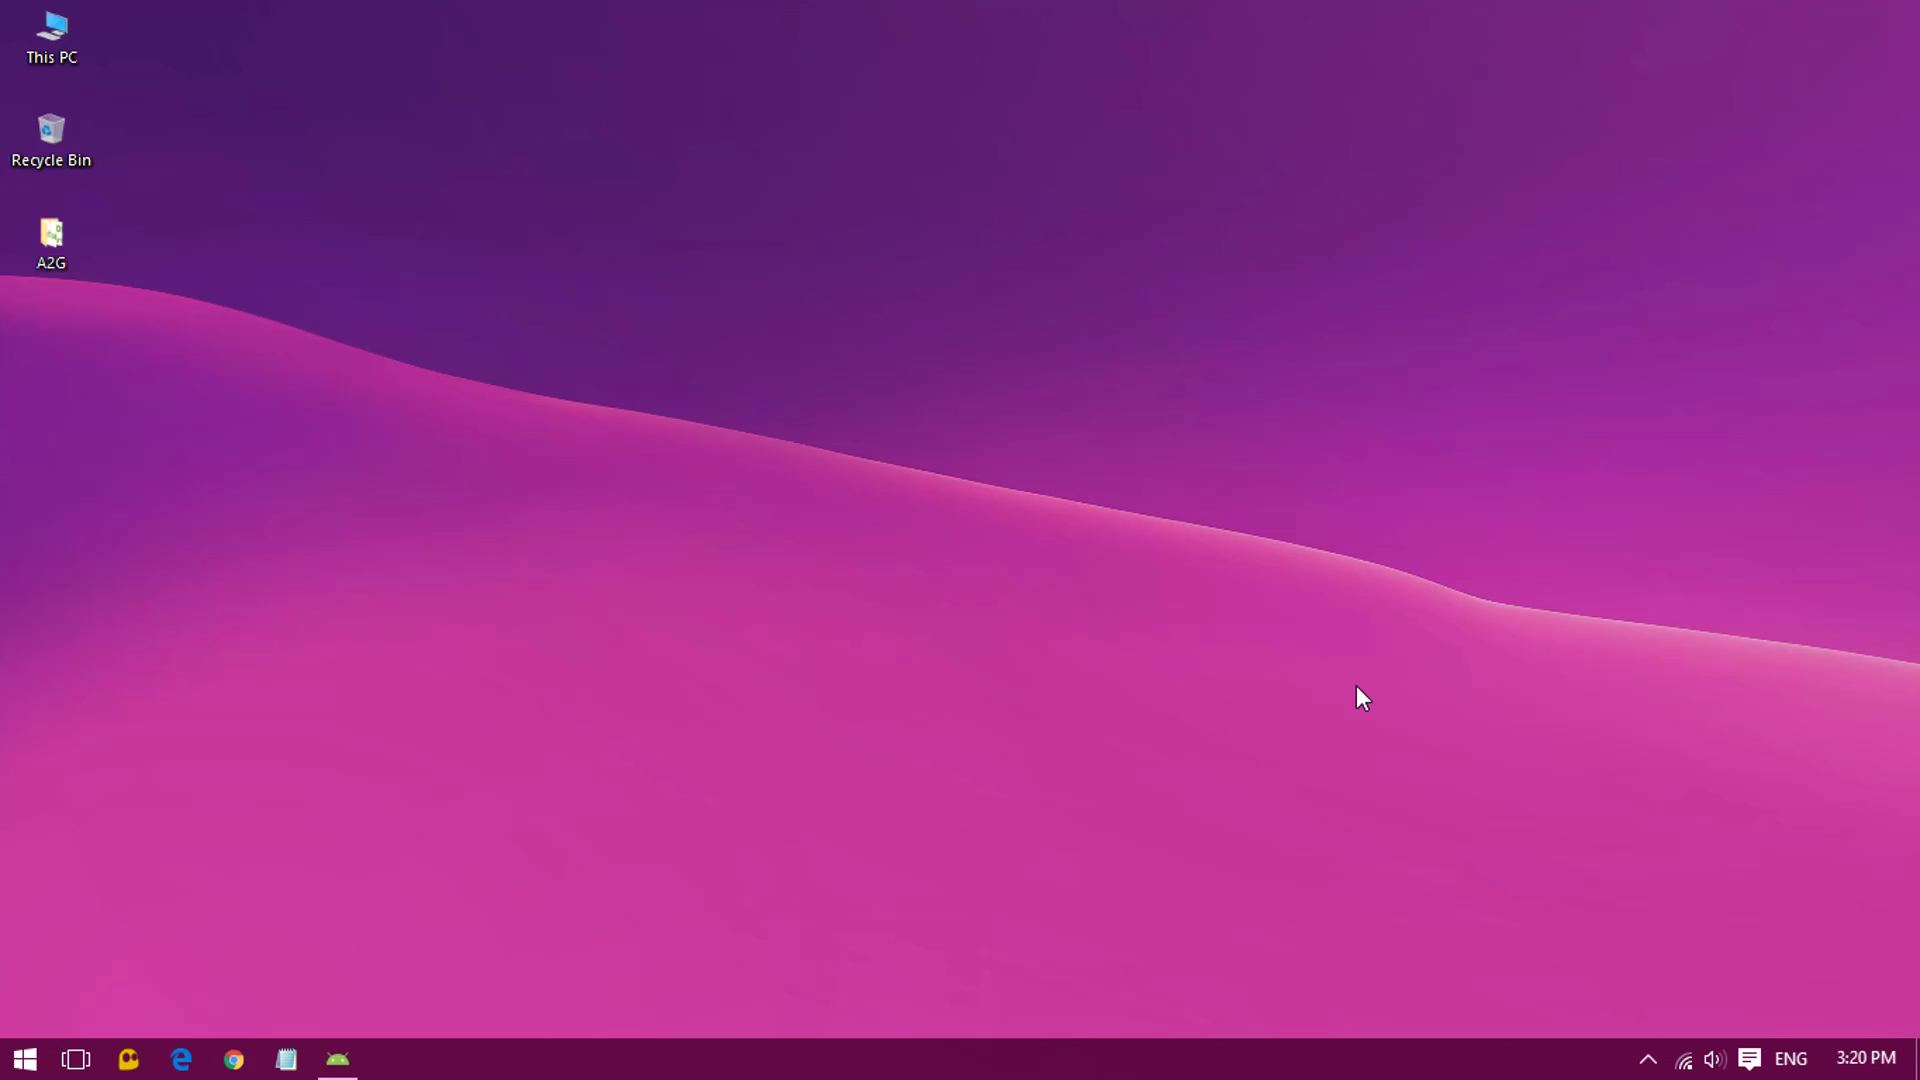 This PC
Recycle Bin
A2G
ENG
3:20 PM